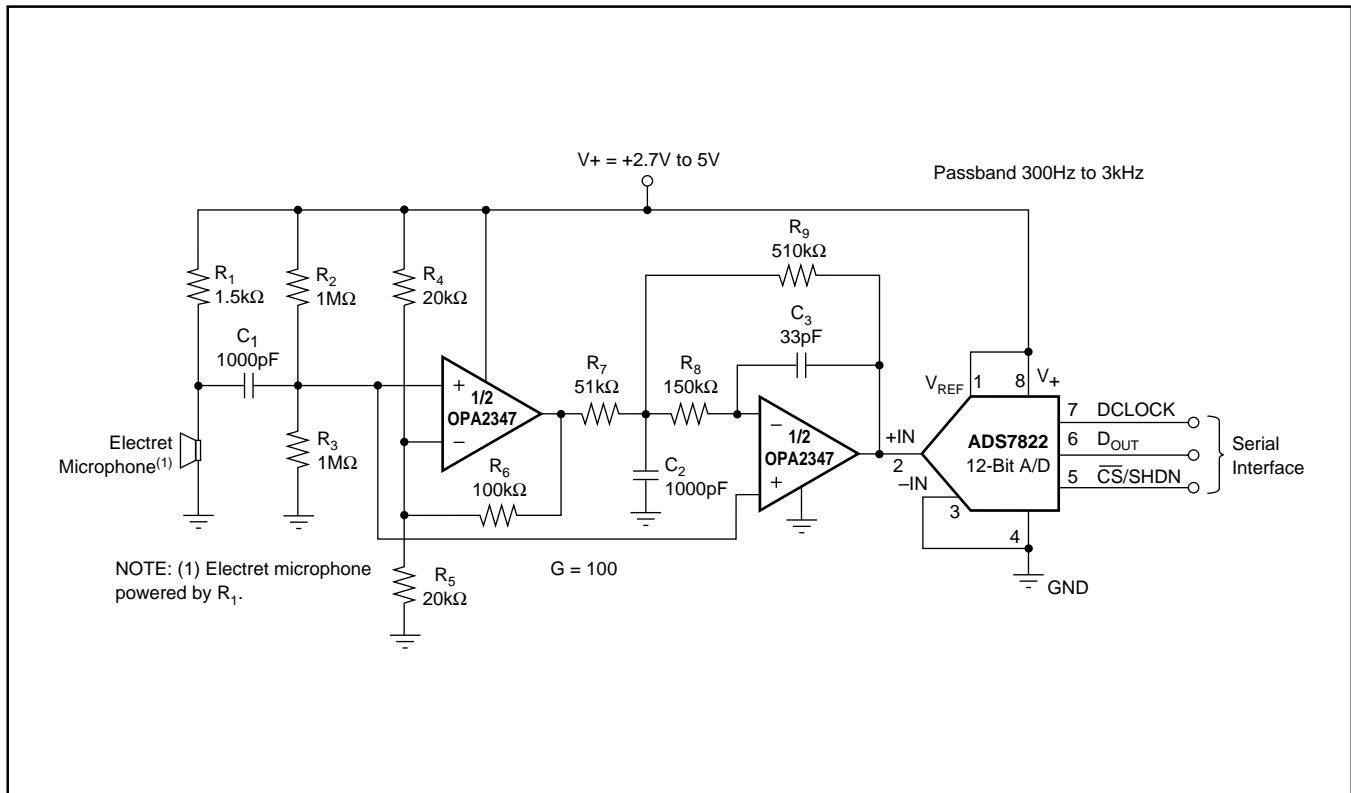 V+ = +2.7V to 5V
Passband 300Hz to 3kHz
R9
510kΩ
R1
1.5kΩ
R2
1MΩ
R4
20kΩ
C3
33pF
C1
1000pF
R7
51kΩ
R8
150kΩ
VREF
1
8
V+
+
1/2
OPA2347
−
−
1/2
OPA2347
+
7 DCLOCK
6 DOUT
5 CS/SHDN
+IN
2
−IN
3
4
ADS7822
12-Bit A/D
Serial
Interface
Electret
Microphone(1)
R3
1MΩ
R6
100kΩ
C2
1000pF
NOTE: (1) Electret microphone
powered by R1.
R5
20kΩ
G = 100
GND